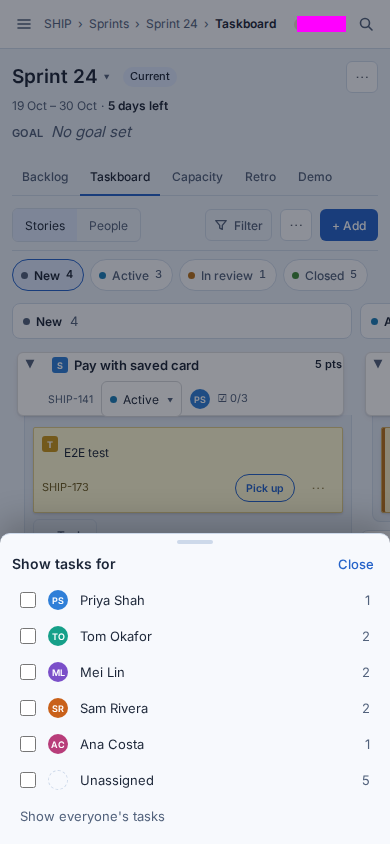 SHIP › Sprints › Sprint 24 › Taskboard
Sprint 24 ▾ Current ···
19 Oct – 30 Oct · 5 days left
GOAL No goal set
Backlog Taskboard Capacity Retro Demo
Stories People Filter ··· + Add
New 4 Active 3 In review 1 Closed 5
New 4
S Pay with saved card 5 pts
SHIP-141 Active ▾ PS ☑ 0/3
T E2E test
SHIP-173 Pick up ···
Show tasks for Close
PS Priya Shah 1
TO Tom Okafor 2
ML Mei Lin 2
SR Sam Rivera 2
AC Ana Costa 1
Unassigned 5
Show everyone's tasks